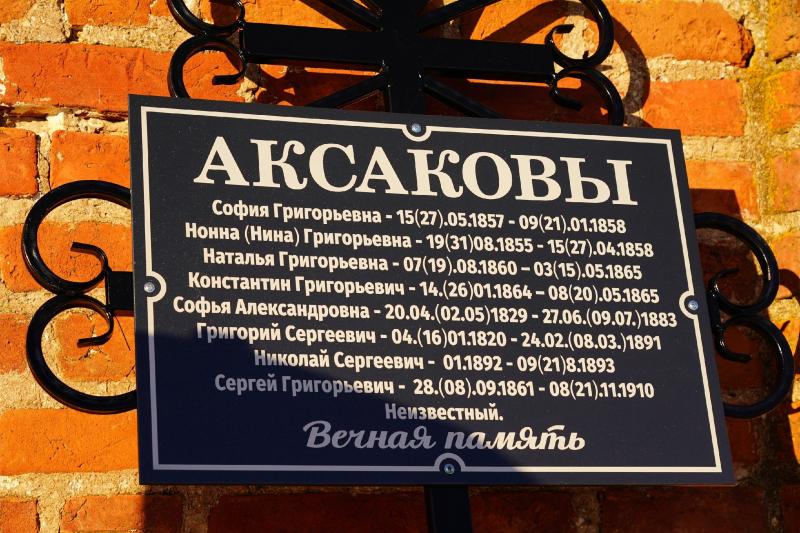 АКСАКОВЫ
София Григорьевна - 15(27).05.1857 - 09(21).01.1858
Нонна (Нина) Григорьевна - 19(31)08.1855 - 15(27).04.1858
Наталья Григорьевна - 07(19).08.1860 – 03(15).05.1865
Константин Григорьевич - 14.(26)01.1864 – 08(20).05.1865
Софья Александровна - 20.04.(02.05)1829 - 27.06.(09.07.)1883
Григорий Сергеевич - 04.(16)01.1820 - 24.02.(08.03.)1891
Николай Сергеевич - 01.1892 - 09(21)8.1893
Сергей Григорьевич - 28.(08).09.1861 - 08(21).11.1910
Неизвестный.
Вечная память